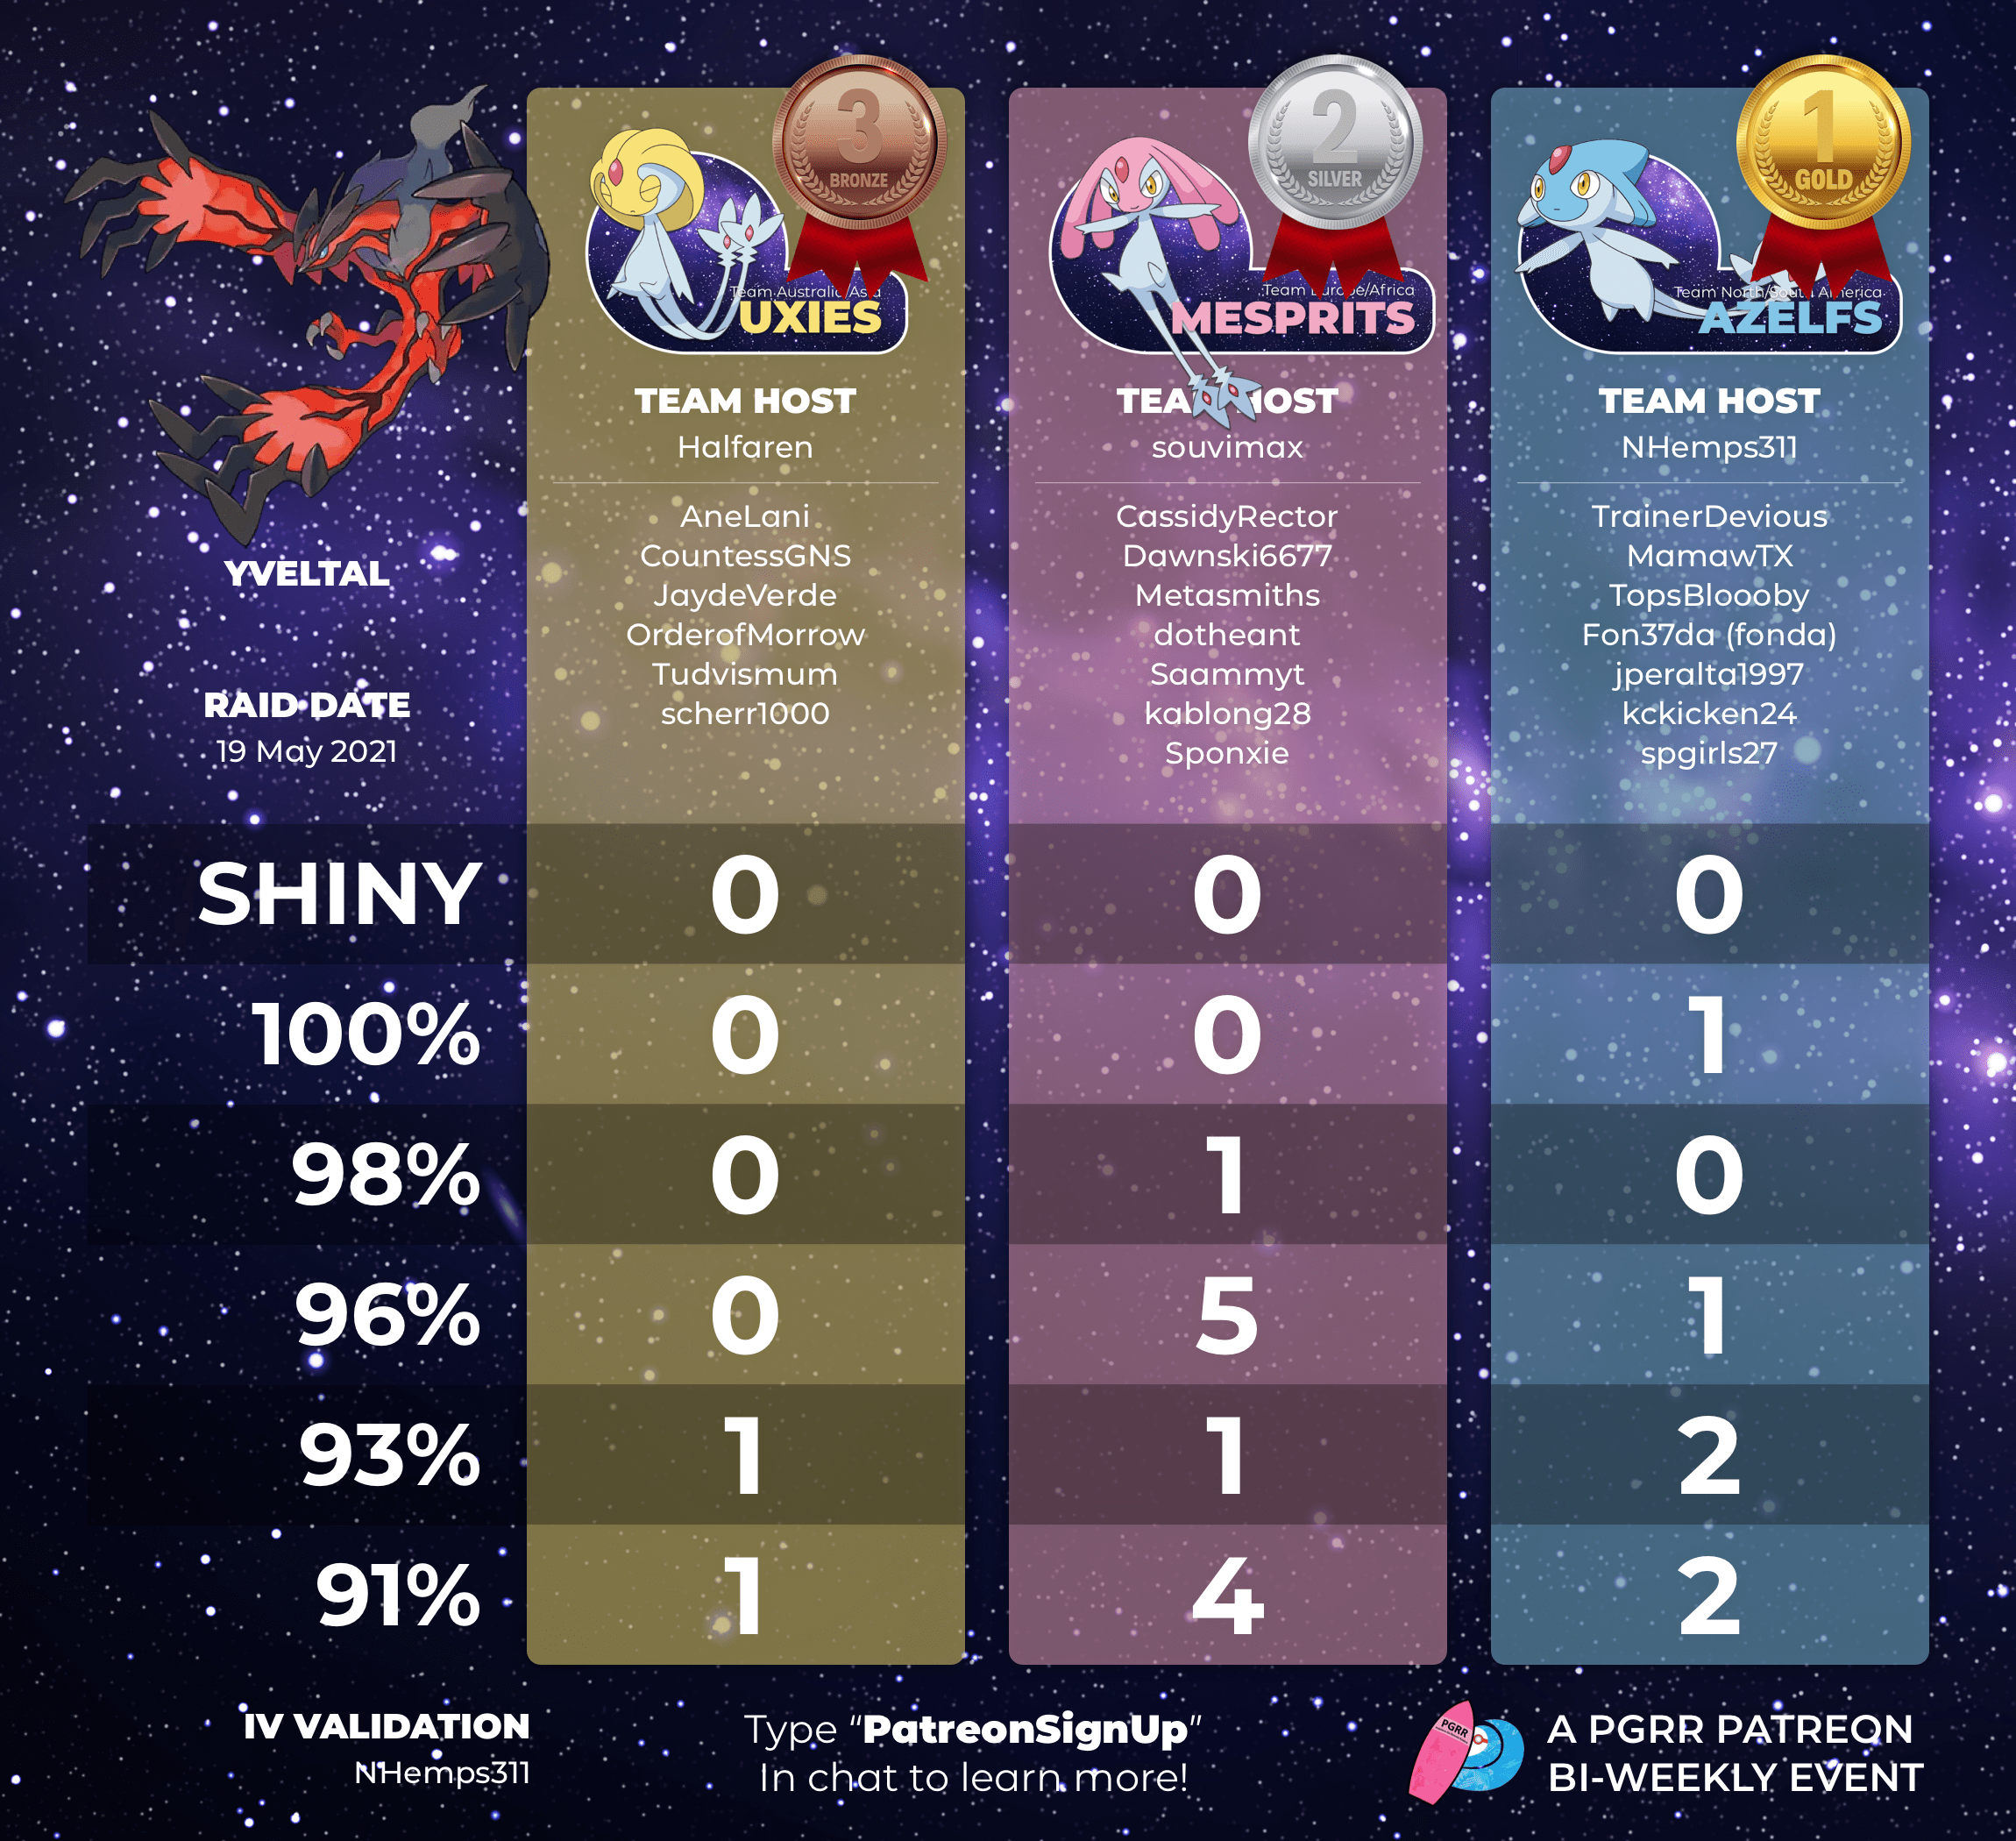 YVELTAL
RAID DATE
19 May 2021
3
BRONZE
Team Australia/Asia
UXIES
TEAM HOST
Halfaren
AneLani
CountessGNS
JaydeVerde
OrderofMorrow
Tudvismum
scherr1000
2
SILVER
Team Europe/Africa
MESPRITS
TEAM HOST
souvimax
CassidyRector
Dawnski6677
Metasmiths
dotheant
Saammyt
kablong28
Sponxie
1
GOLD
Team North/South America
AZELFS
TEAM HOST
NHemps311
TrainerDevious
MamawTX
TopsBloooby
Fon37da (fonda)
jperalta1997
kckicken24
spgirls27
SHINY 0 0 0
100% 0 0 1
98% 0 1 0
96% 0 5 1
93% 1 1 2
91% 1 4 2
IV VALIDATION
NHemps311
Type “PatreonSignUp”
In chat to learn more!
PGRR
A PGRR PATREON
BI-WEEKLY EVENT